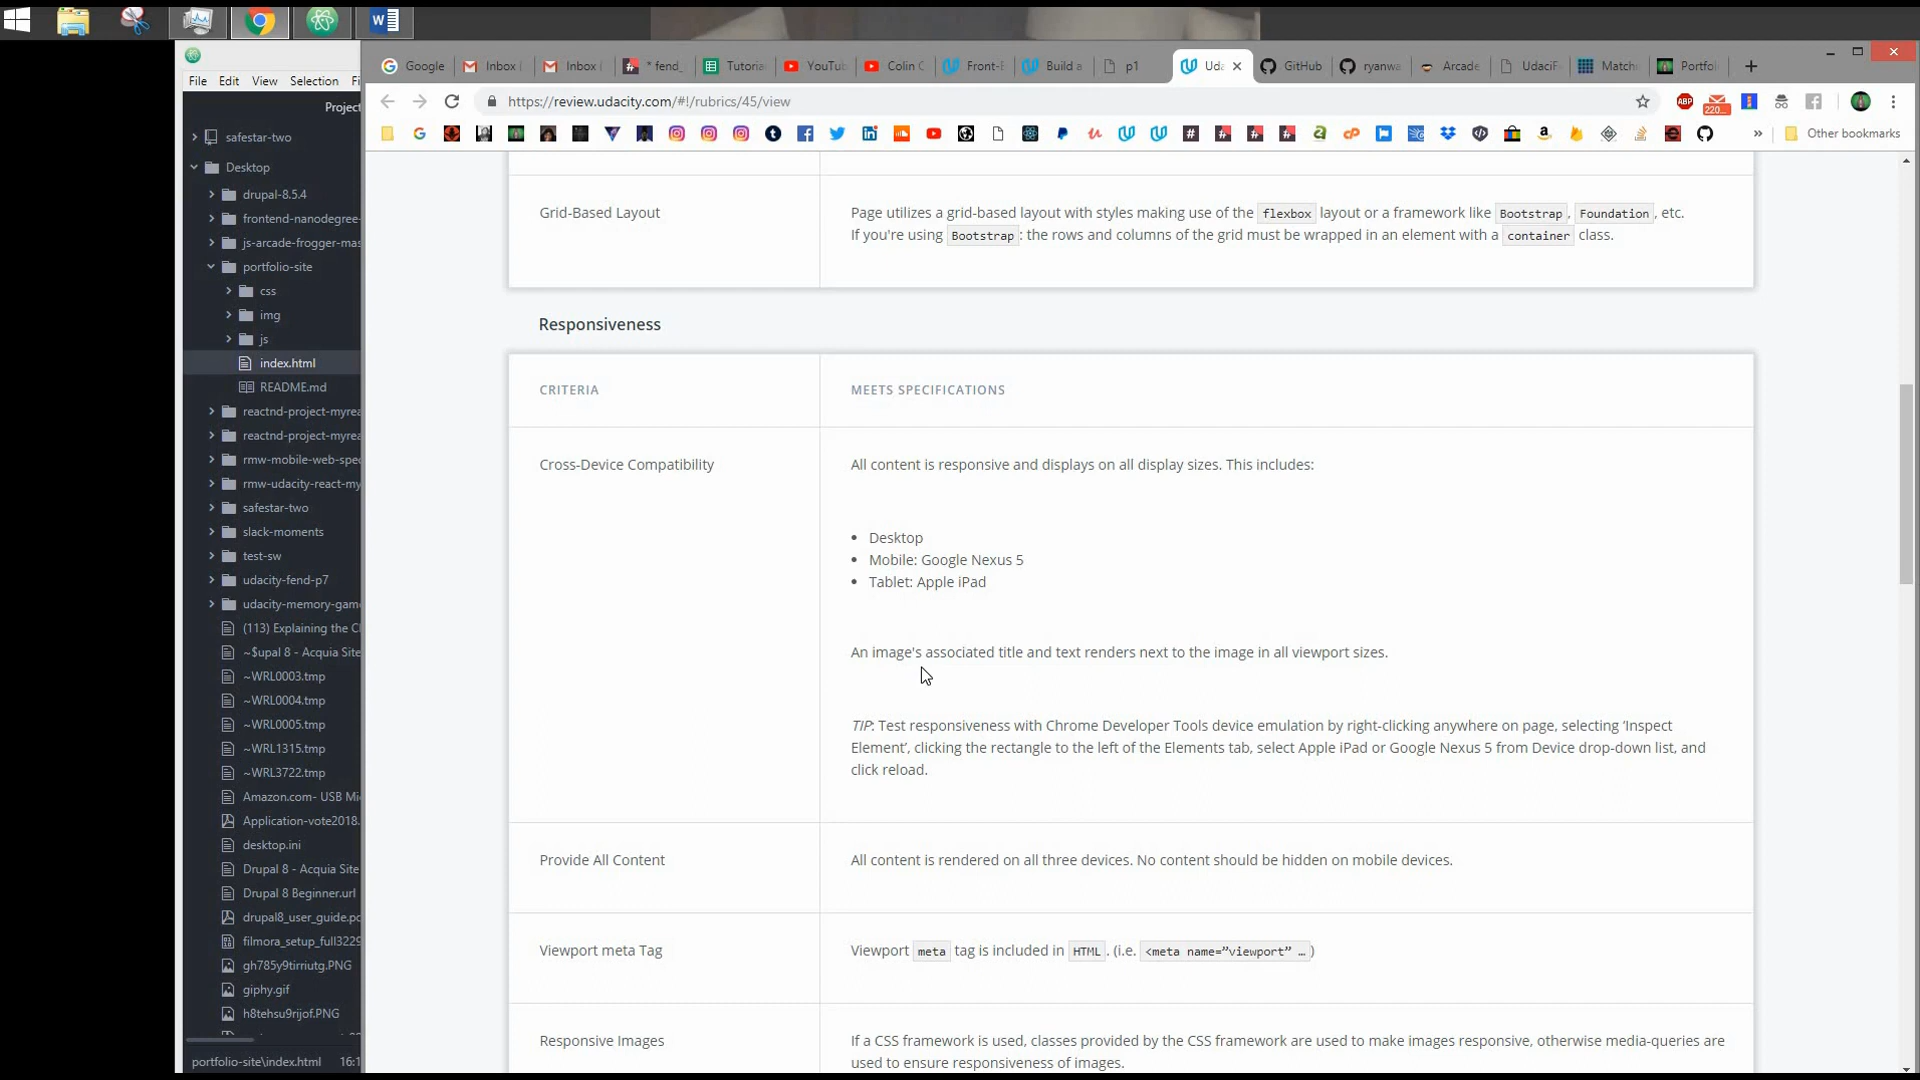 Google
Inbox (
Inbox (
* fend_
Tutoria
YouTu
Colin C
Front-E
Build a
p1
Uda
GitHub
ryanwa
Arcade
UdaciF
Match
Portfol
File Edit View Selection
https://review.udacity.com/#!/rubrics/45/view
220...
Project
Other bookmarks
safestar-two
Desktop
drupal-8.5.4
frontend-nanodegree-
js-arcade-frogger-mas
portfolio-site
css
img
js
index.html
README.md
reactnd-project-myrea
reactnd-project-myrea
rmw-mobile-web-spec
rmw-udacity-react-my
safestar-two
slack-moments
test-sw
udacity-fend-p7
udacity-memory-game
(113) Explaining the C
~$upal 8 - Acquia Site
~WRL0003.tmp
~WRL0004.tmp
~WRL0005.tmp
~WRL1315.tmp
~WRL3722.tmp
Amazon.com- USB Mi
Application-vote2018.
desktop.ini
Drupal 8 - Acquia Site
Drupal 8 Beginner.url
drupal8_user_guide.pd
filmora_setup_full3229
gh785y9tirriutg.PNG
giphy.gif
h8tehsu9rijof.PNG
portfolio-site\index.html 16:1
Grid-Based Layout
Page utilizes a grid-based layout with styles making use of the flexbox layout or a framework like Bootstrap, Foundation, etc.
If you're using Bootstrap: the rows and columns of the grid must be wrapped in an element with a container class.
Responsiveness
CRITERIA
MEETS SPECIFICATIONS
Cross-Device Compatibility
All content is responsive and displays on all display sizes. This includes:
• Desktop
• Mobile: Google Nexus 5
• Tablet: Apple iPad
An image's associated title and text renders next to the image in all viewport sizes.
TIP: Test responsiveness with Chrome Developer Tools device emulation by right-clicking anywhere on page, selecting ‘Inspect
Element’, clicking the rectangle to the left of the Elements tab, select Apple iPad or Google Nexus 5 from Device drop-down list, and
click reload.
Provide All Content
All content is rendered on all three devices. No content should be hidden on mobile devices.
Viewport meta Tag
Viewport meta tag is included in HTML. (i.e. <meta name=”viewport” …)
Responsive Images
If a CSS framework is used, classes provided by the CSS framework are used to make images responsive, otherwise media-queries are
used to ensure responsiveness of images.